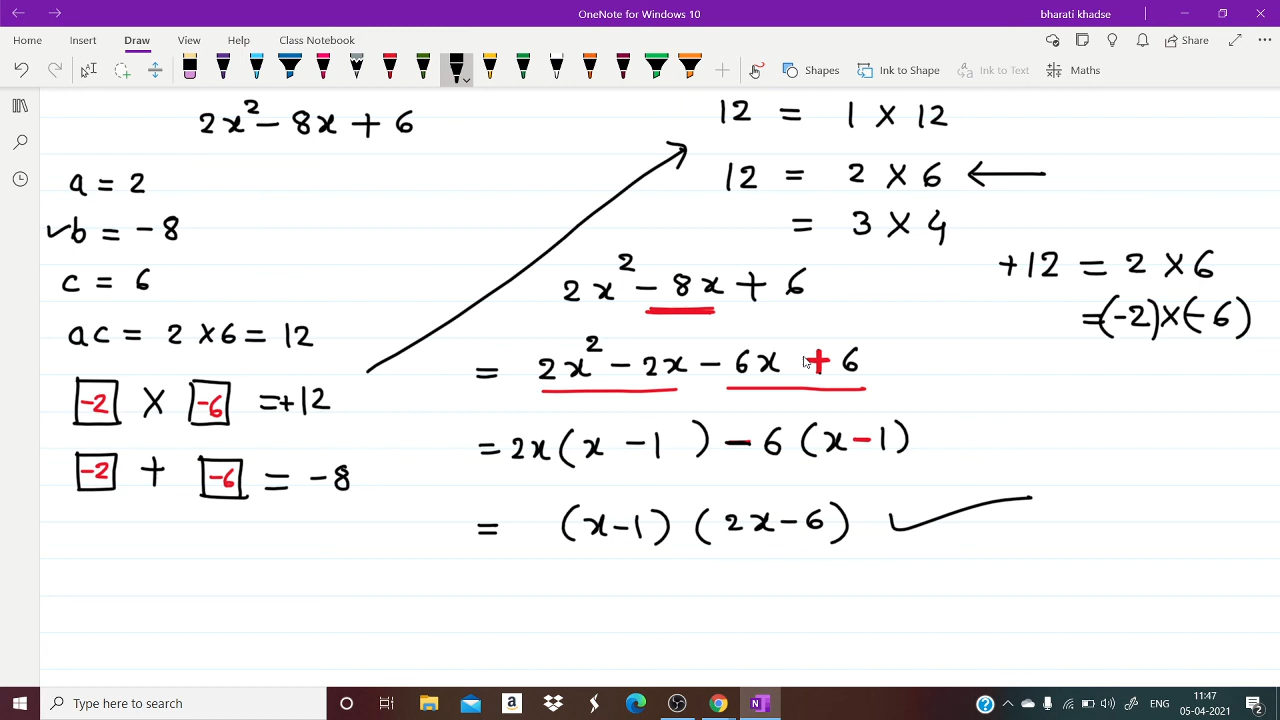 OneNote for Windows 10
bharati khadse
Home Insert Draw View Help Class Notebook
Share
Shapes Ink to Shape Ink to Text Maths
2x² - 8x + 6
a = 2
✓b = -8
c = 6
ac = 2 × 6 = 12
-2 × -6 = +12
-2 + -6 = -8
12 = 1 × 12
12 = 2 × 6 ←
= 3 × 4
+12 = 2 × 6
= (-2) × (-6)
2x² - 8x + 6
= 2x² - 2x - 6x + 6
= 2x(x - 1) - 6(x - 1)
= (x-1) (2x-6) ✓
Type here to search
a
ENG
11:47
05-04-2021